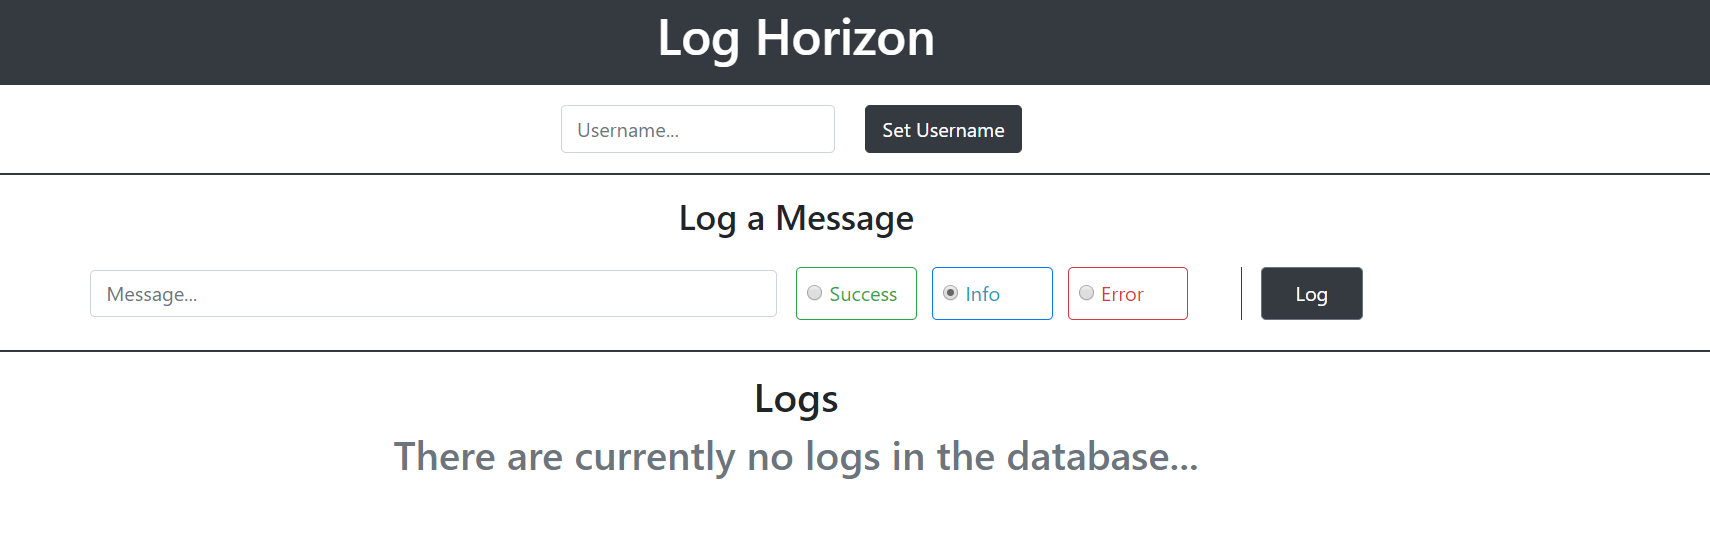 Log Horizon
Username... Set Username
Log a Message
Message... Success Info Error Log
Logs
There are currently no logs in the database...